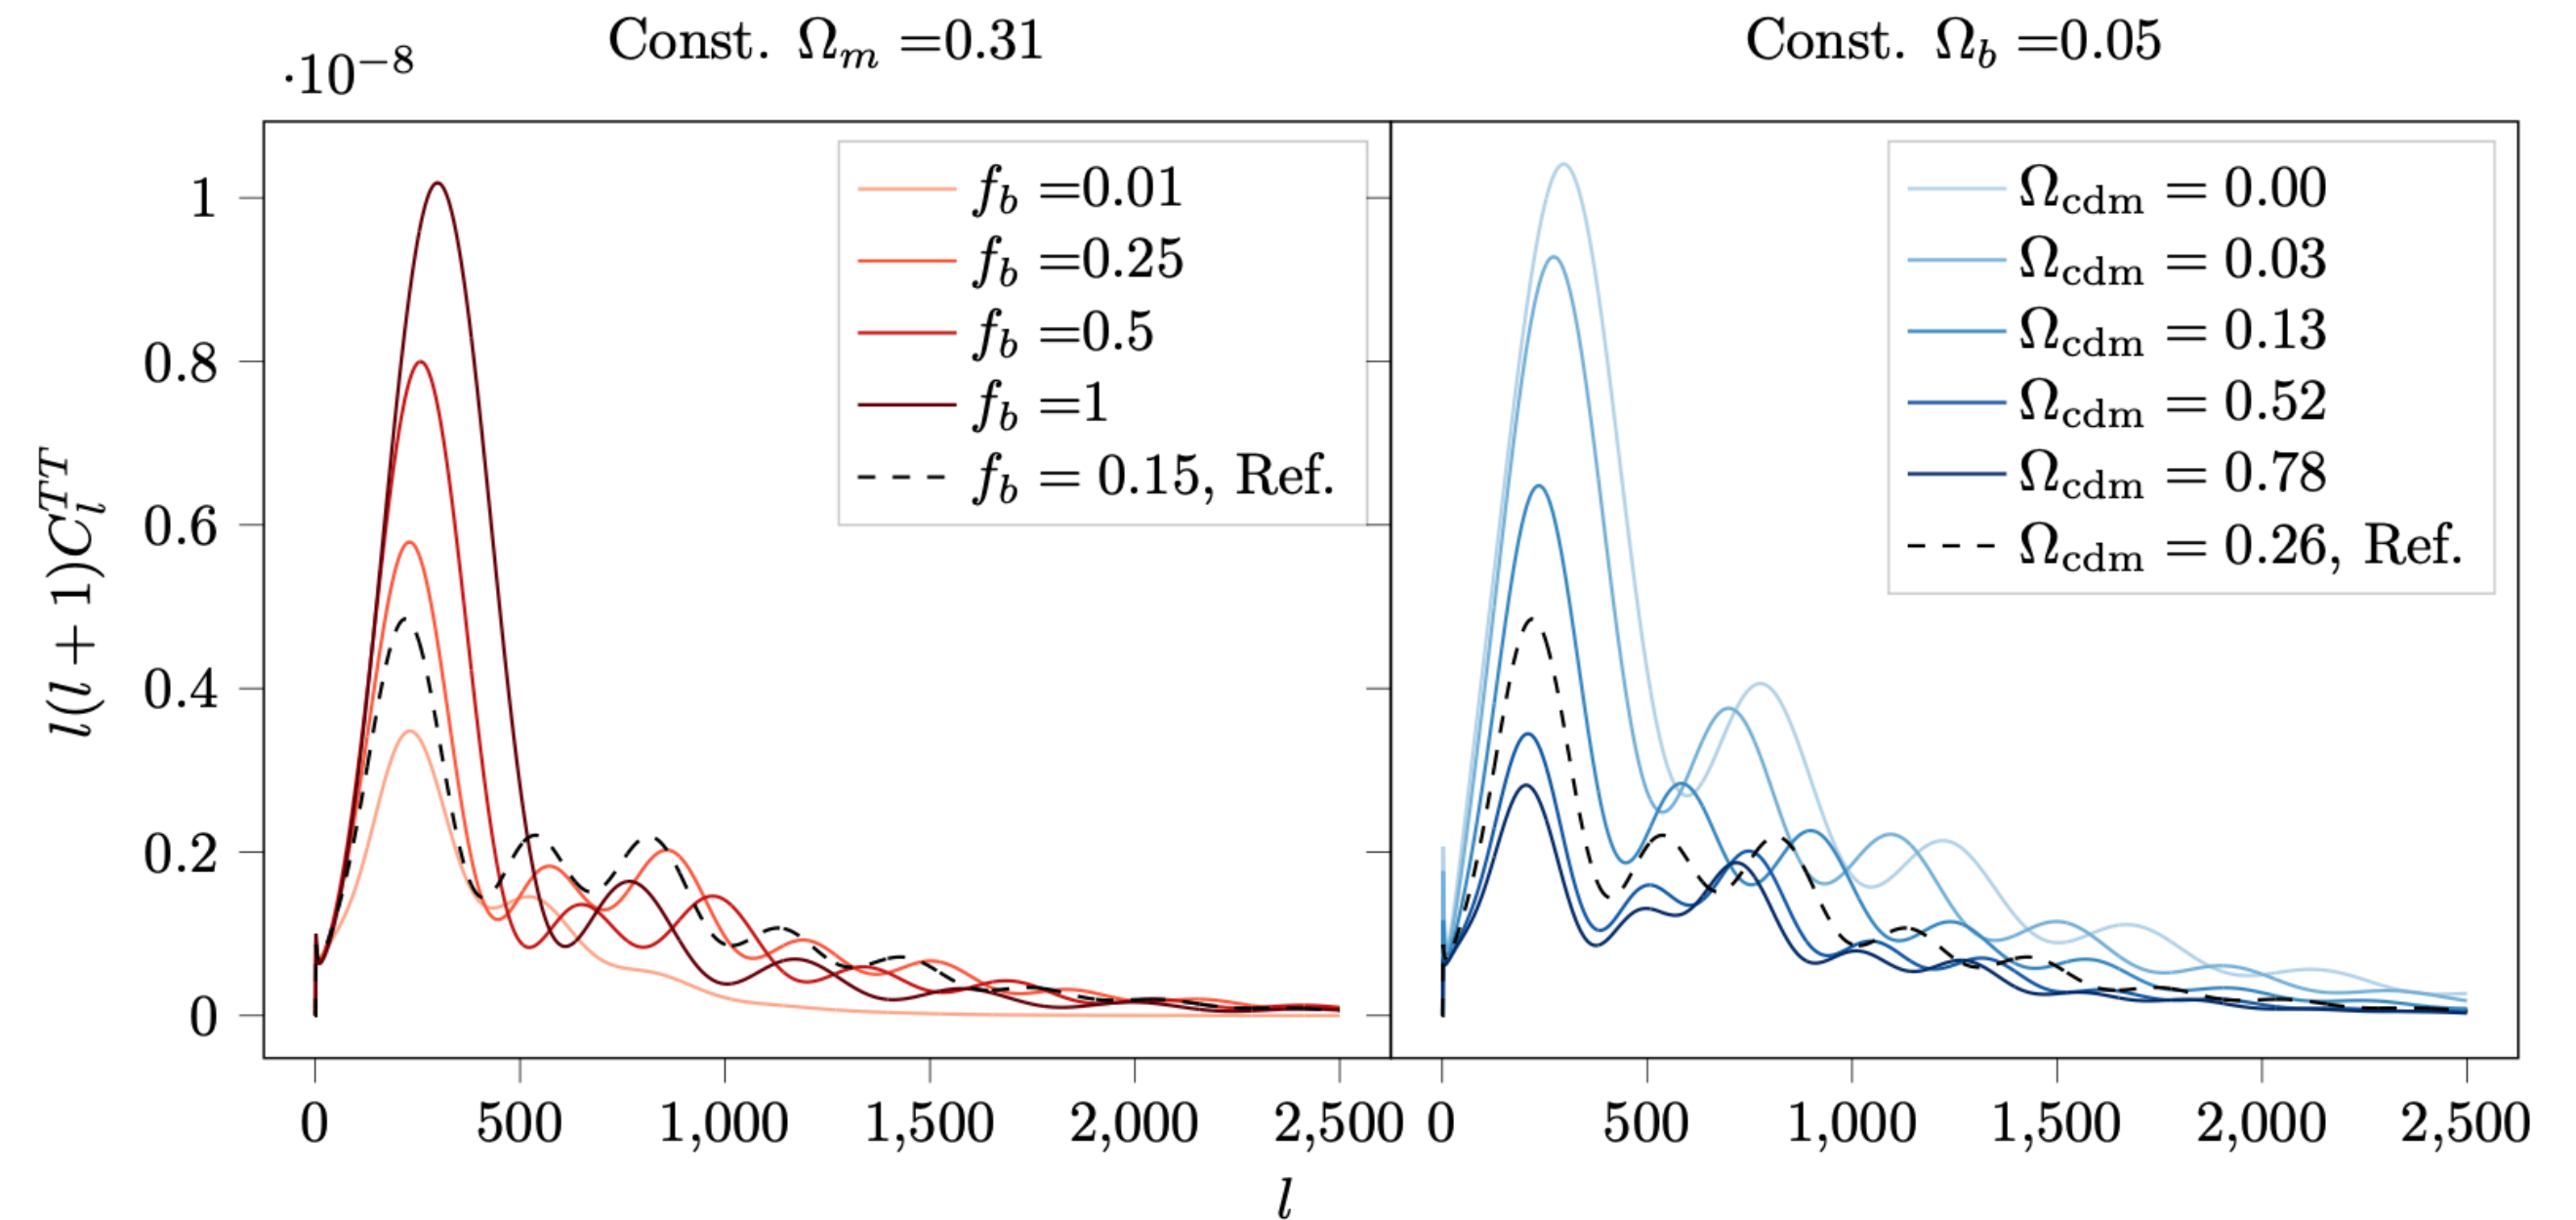 Const. Ωₘ =0.31
Const. Ω_b =0.05
·10⁻⁸
l(l + 1)C_l^{TT}
1
0.8
0.6
0.4
0.2
0
f_b =0.01
f_b =0.25
f_b =0.5
f_b =1
f_b = 0.15, Ref.
Ω_cdm = 0.00
Ω_cdm = 0.03
Ω_cdm = 0.13
Ω_cdm = 0.52
Ω_cdm = 0.78
Ω_cdm = 0.26, Ref.
0 500 1,000 1,500 2,000 2,500
0 500 1,000 1,500 2,000 2,500
l